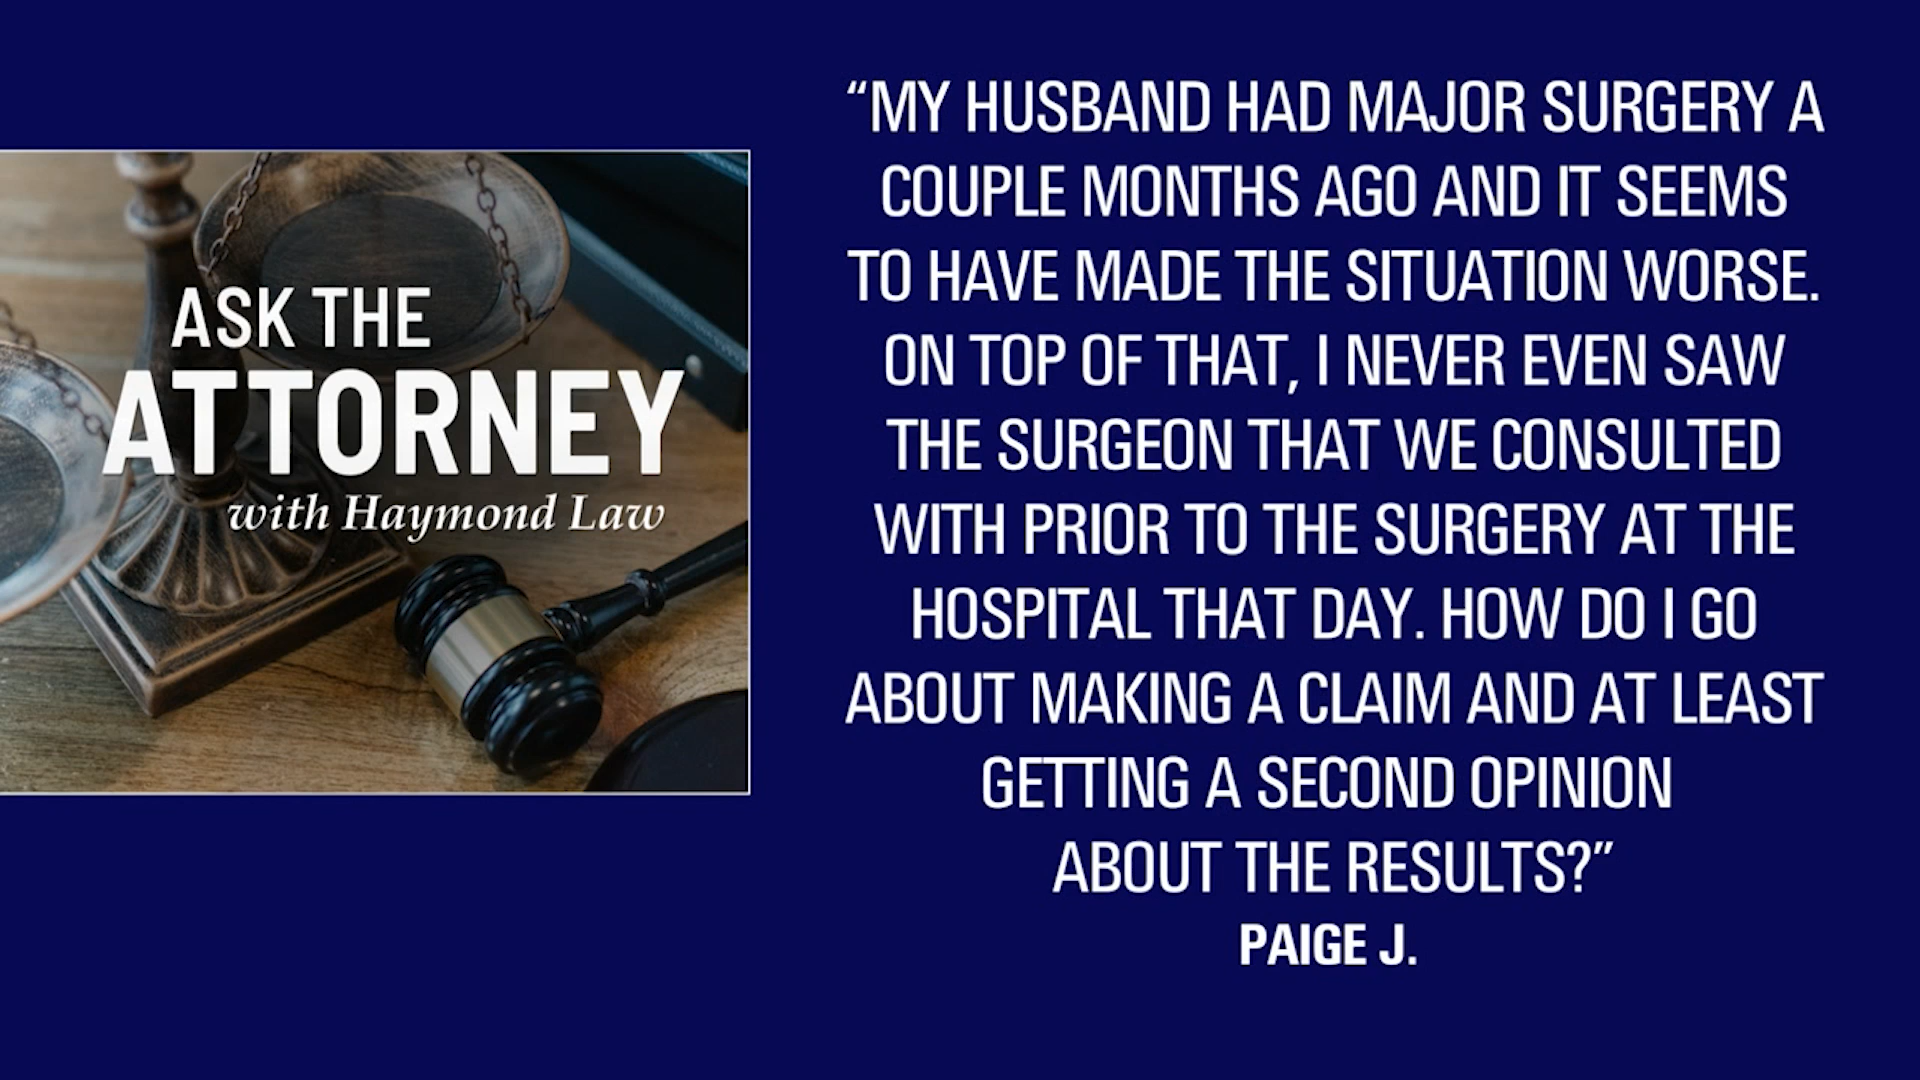 ASK THE
ATTORNEY
with Haymond Law
“MY HUSBAND HAD MAJOR SURGERY A
COUPLE MONTHS AGO AND IT SEEMS
TO HAVE MADE THE SITUATION WORSE.
ON TOP OF THAT, I NEVER EVEN SAW
THE SURGEON THAT WE CONSULTED
WITH PRIOR TO THE SURGERY AT THE
HOSPITAL THAT DAY. HOW DO I GO
ABOUT MAKING A CLAIM AND AT LEAST
GETTING A SECOND OPINION
ABOUT THE RESULTS?”
PAIGE J.